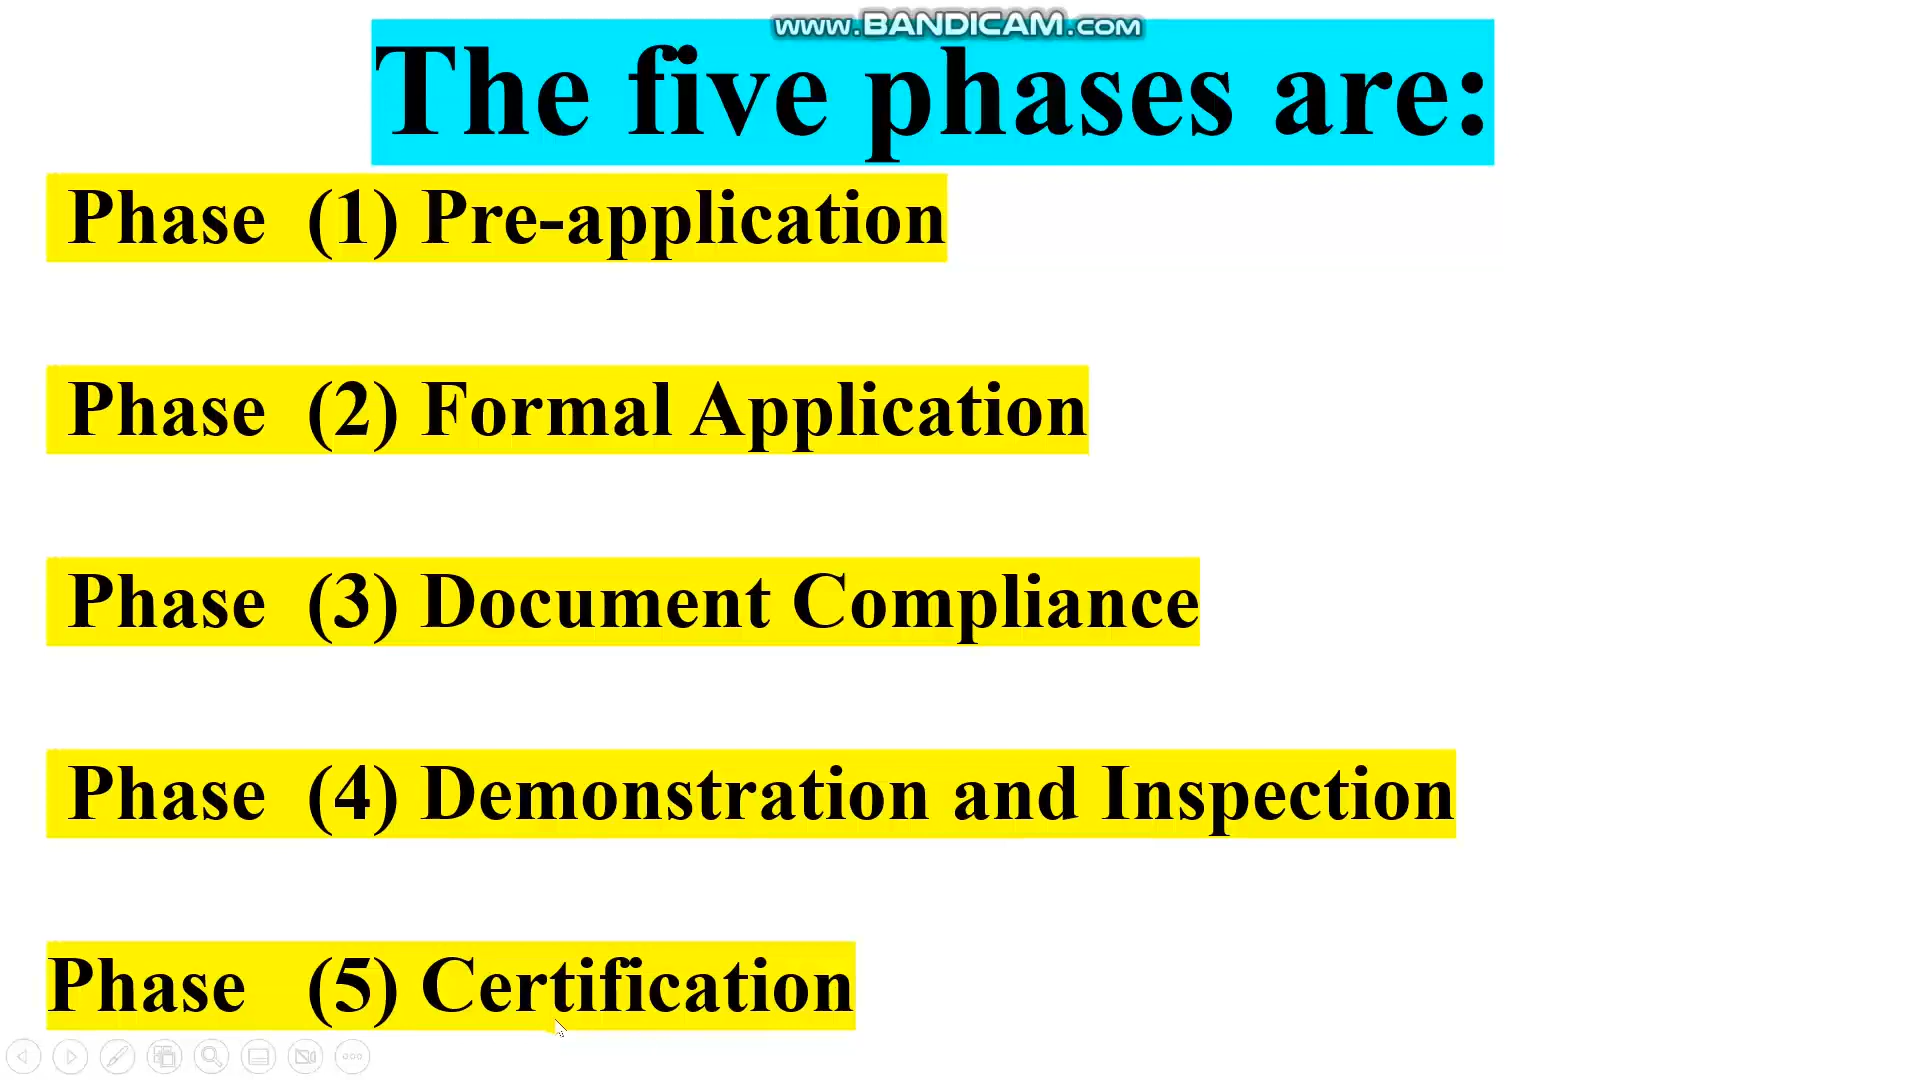 www.BANDICAM.com
The five phases are:
Phase (1) Pre-application
Phase (2) Formal Application
Phase (3) Document Compliance
Phase (4) Demonstration and Inspection
Phase (5) Certification